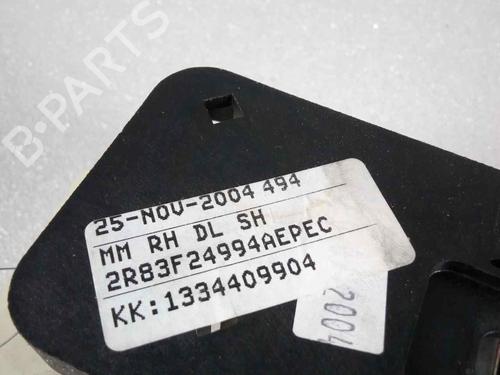 B-PARTS
25-NOV-2004 494
MM RH DL SH
2R83F24994AEPEC
KK:1334409904
2004